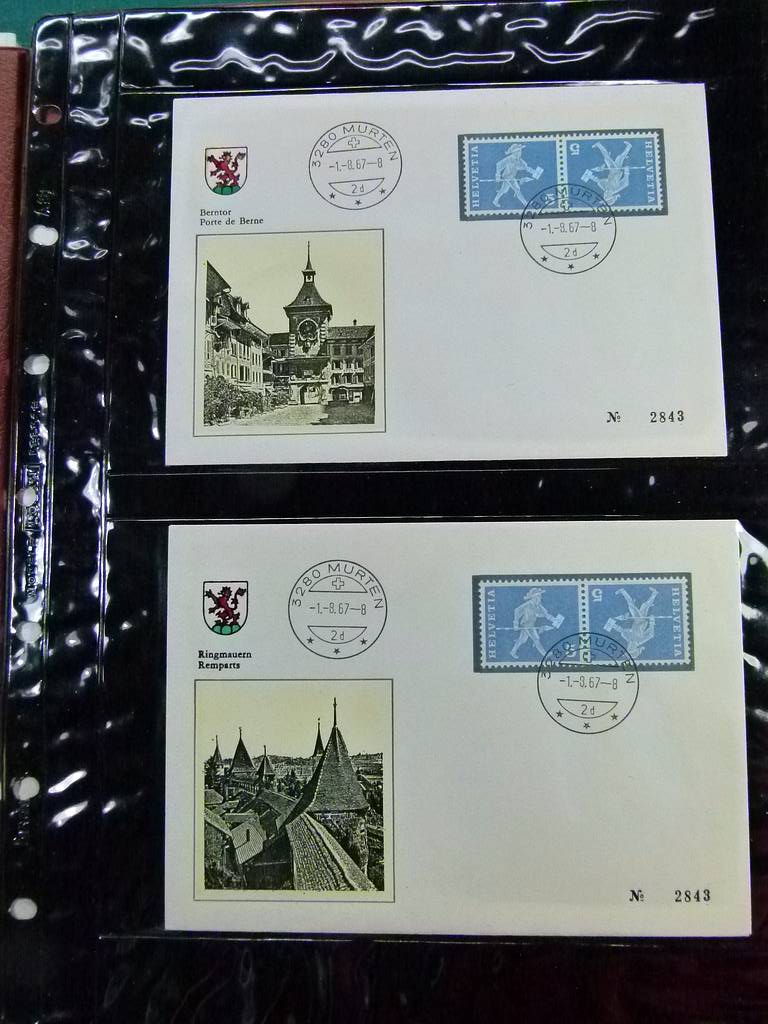 3280 MURTEN
-1.-8.67-8
2d
HELVETIA
5
HELVETIA
3280 MURTEN
-1.-8.67-8
2d
Berntor
Porte de Berne
№ 2843
3280 MURTEN
-1.-8.67-8
2d
HELVETIA
5
HELVETIA
3280 MURTEN
-1.-8.67-8
2d
Ringmauern
Remparts
№ 2843